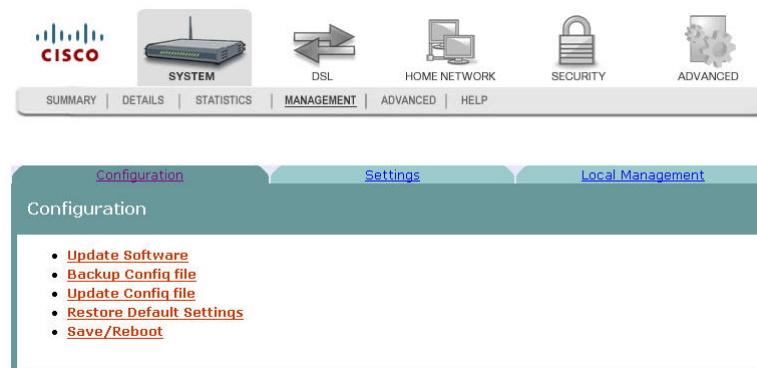 CISCO
SYSTEM DSL HOME NETWORK SECURITY ADVANCED
SUMMARY | DETAILS | STATISTICS | MANAGEMENT | ADVANCED | HELP
Configuration Settings Local Management
Configuration
• Update Software
• Backup Config file
• Update Config file
• Restore Default Settings
• Save/Reboot